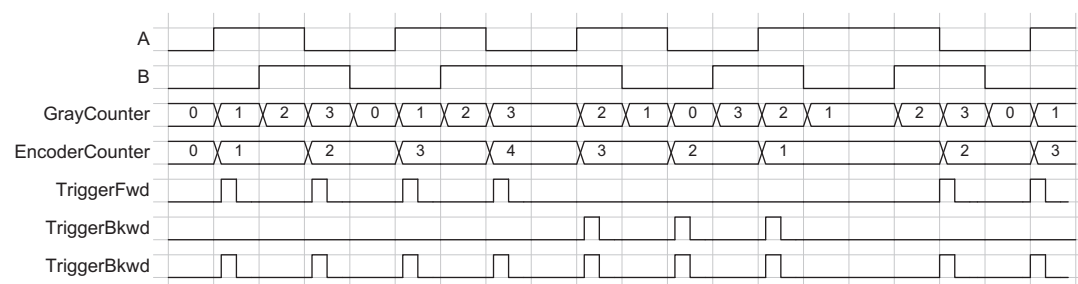 A
B
GrayCounter 0 1 2 3 0 1 2 3 2 1 0 3 2 1 2 3 0 1
EncoderCounter 0 1 2 3 4 3 2 1 2 3
TriggerFwd
TriggerBkwd
TriggerBkwd